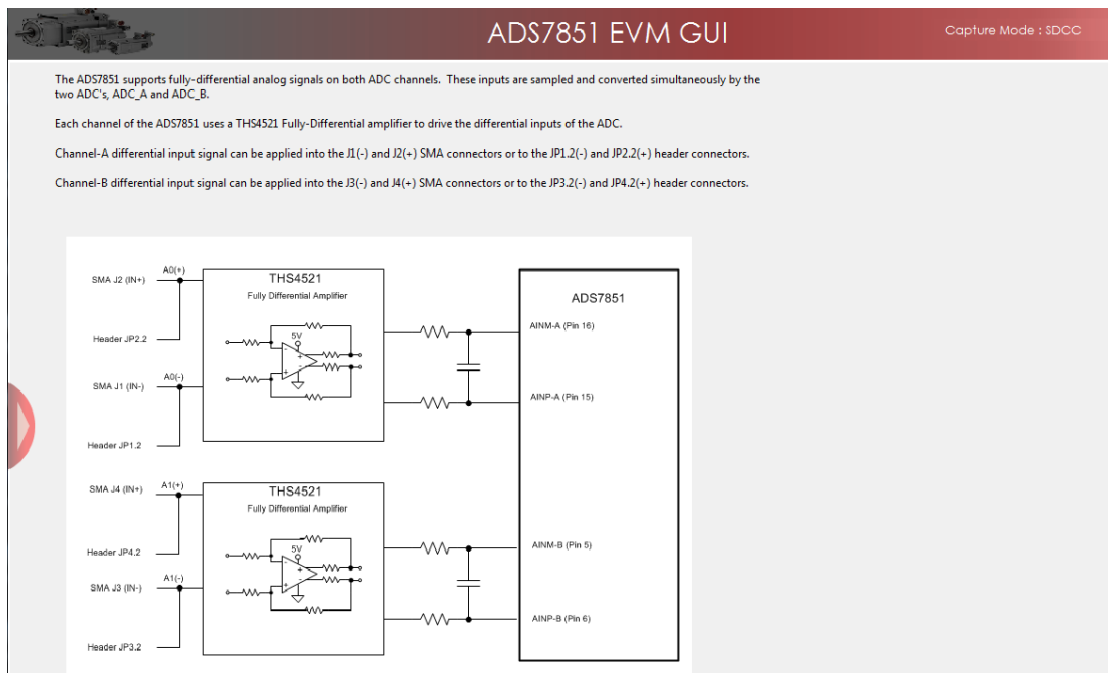 ADS7851 EVM GUI
Capture Mode : SDCC
The ADS7851 supports fully-differential analog signals on both ADC channels.  These inputs are sampled and converted simultaneously by the
two ADC's, ADC_A and ADC_B.
Each channel of the ADS7851 uses a THS4521 Fully-Differential amplifier to drive the differential inputs of the ADC.
Channel-A differential input signal can be applied into the J1(-) and J2(+) SMA connectors or to the JP1.2(-) and JP2.2(+) header connectors.
Channel-B differential input signal can be applied into the J3(-) and J4(+) SMA connectors or to the JP3.2(-) and JP4.2(+) header connectors.
SMA J2 (IN+)
A0(+)
Header JP2.2
SMA J1 (IN-)
A0(-)
Header JP1.2
THS4521
Fully Differential Amplifier
5V
-
+
+
-
ADS7851
AINM-A (Pin 16)
AINP-A (Pin 15)
SMA J4 (IN+)
A1(+)
Header JP4.2
SMA J3 (IN-)
A1(-)
Header JP3.2
THS4521
Fully Differential Amplifier
5V
-
+
+
-
AINM-B (Pin 5)
AINP-B (Pin 6)